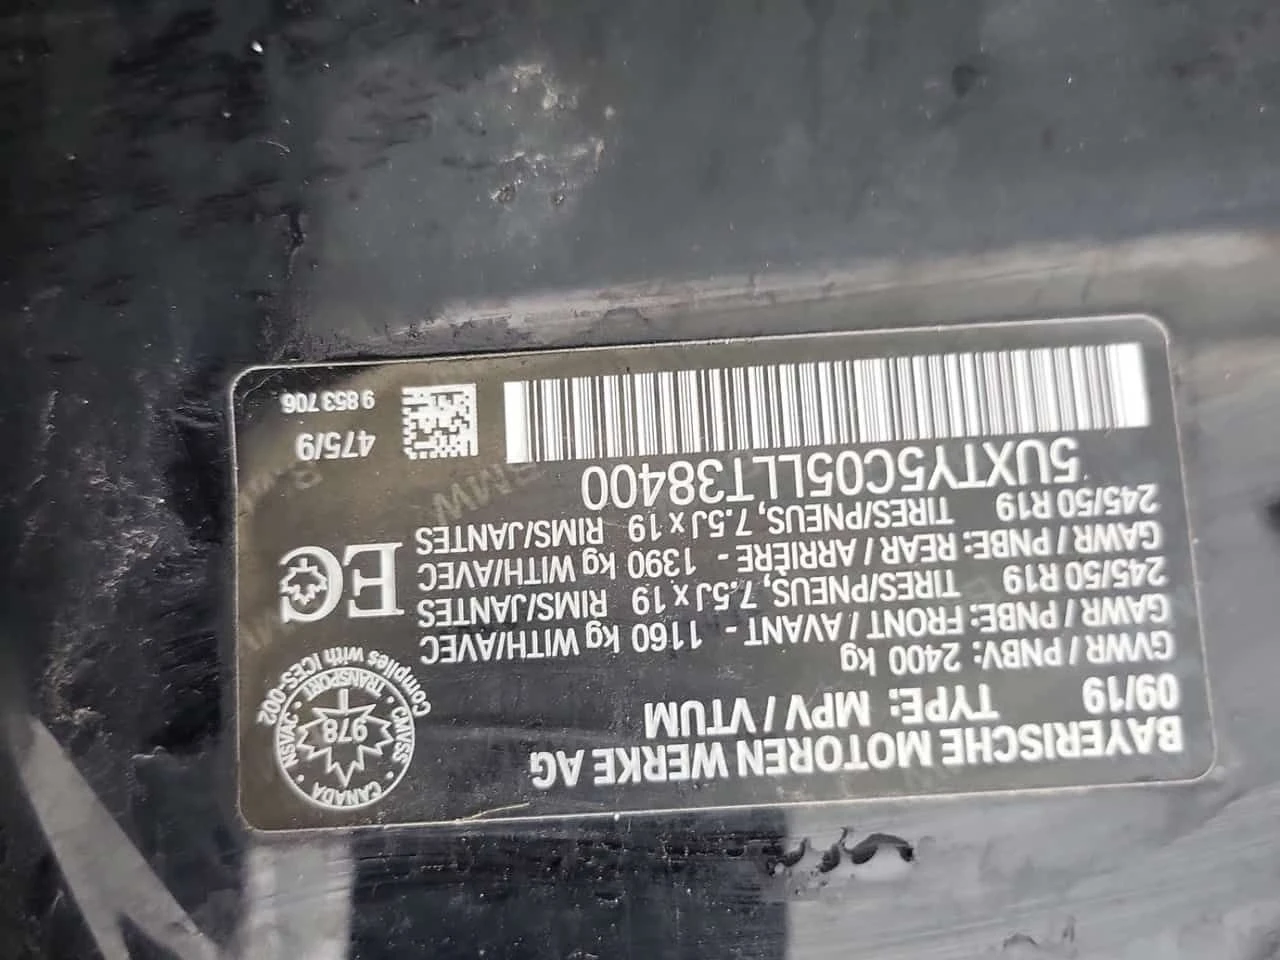 BAYERISCHE MOTOREN WERKE AG
09/19 TYPE: MPV / VTUM
GVWR / PNBV: 2400 kg
GAWR / PNBE: FRONT / AVANT - 1160 kg WITH/AVEC
245/50 R19 TIRES/PNEUS, 7.5J x 19 RIMS/JANTES
GAWR / PNBE: REAR / ARRIÈRE - 1390 kg WITH/AVEC
245/50 R19 TIRES/PNEUS, 7.5J x 19 RIMS/JANTES
5UXTY5C05LLT38400
CANADA · CMVSS · TRANSPORT · NSVAC ·
978
Complies with ICES-002
EC
475/9
9 853 706
BMW